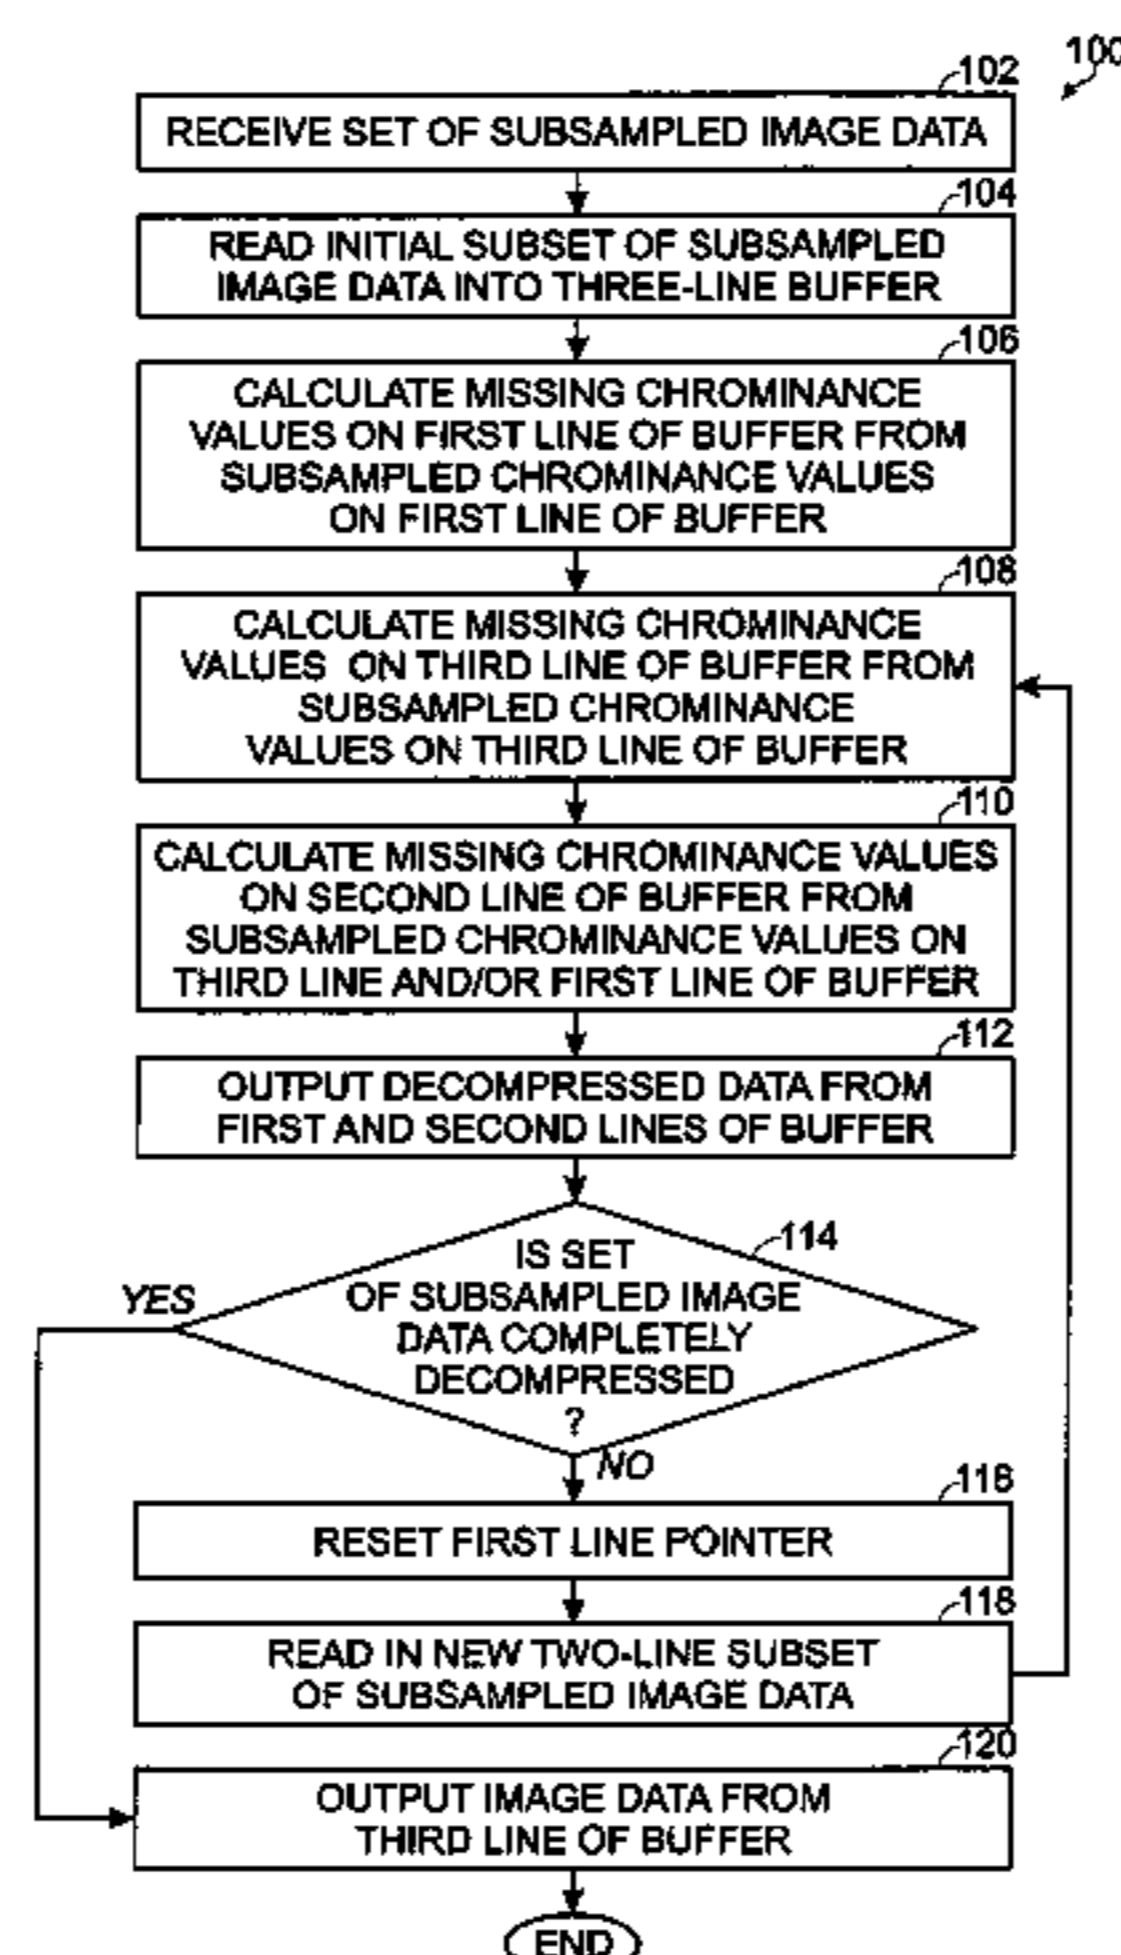 100
102
RECEIVE SET OF SUBSAMPLED IMAGE DATA
104
READ INITIAL SUBSET OF SUBSAMPLED
IMAGE DATA INTO THREE-LINE BUFFER
106
CALCULATE MISSING CHROMINANCE
VALUES ON FIRST LINE OF BUFFER FROM
SUBSAMPLED CHROMINANCE VALUES
ON FIRST LINE OF BUFFER
108
CALCULATE MISSING CHROMINANCE
VALUES ON THIRD LINE OF BUFFER FROM
SUBSAMPLED CHROMINANCE
VALUES ON THIRD LINE OF BUFFER
110
CALCULATE MISSING CHROMINANCE VALUES
ON SECOND LINE OF BUFFER FROM
SUBSAMPLED CHROMINANCE VALUES ON
THIRD LINE AND/OR FIRST LINE OF BUFFER
112
OUTPUT DECOMPRESSED DATA FROM
FIRST AND SECOND LINES OF BUFFER
114
IS SET
OF SUBSAMPLED IMAGE
DATA COMPLETELY
DECOMPRESSED
?
YES
NO
116
RESET FIRST LINE POINTER
118
READ IN NEW TWO-LINE SUBSET
OF SUBSAMPLED IMAGE DATA
120
OUTPUT IMAGE DATA FROM
THIRD LINE OF BUFFER
END